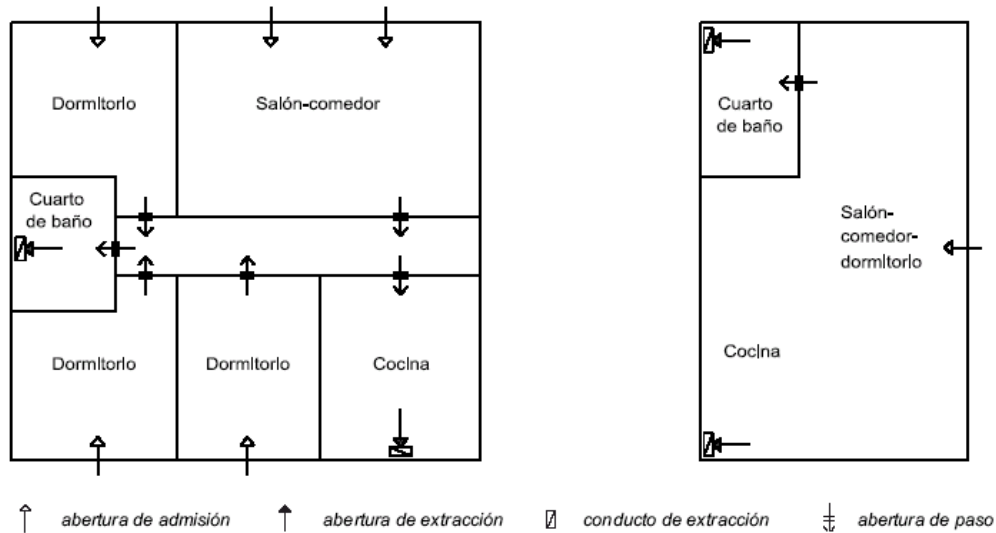 Dormitorio
Salón-comedor
Cuarto
de baño
Dormitorio
Dormitorio
Cocina
Cuarto
de baño
Salón-
comedor-
dormitorio
Cocina
abertura de admisión
abertura de extracción
conducto de extracción
abertura de paso